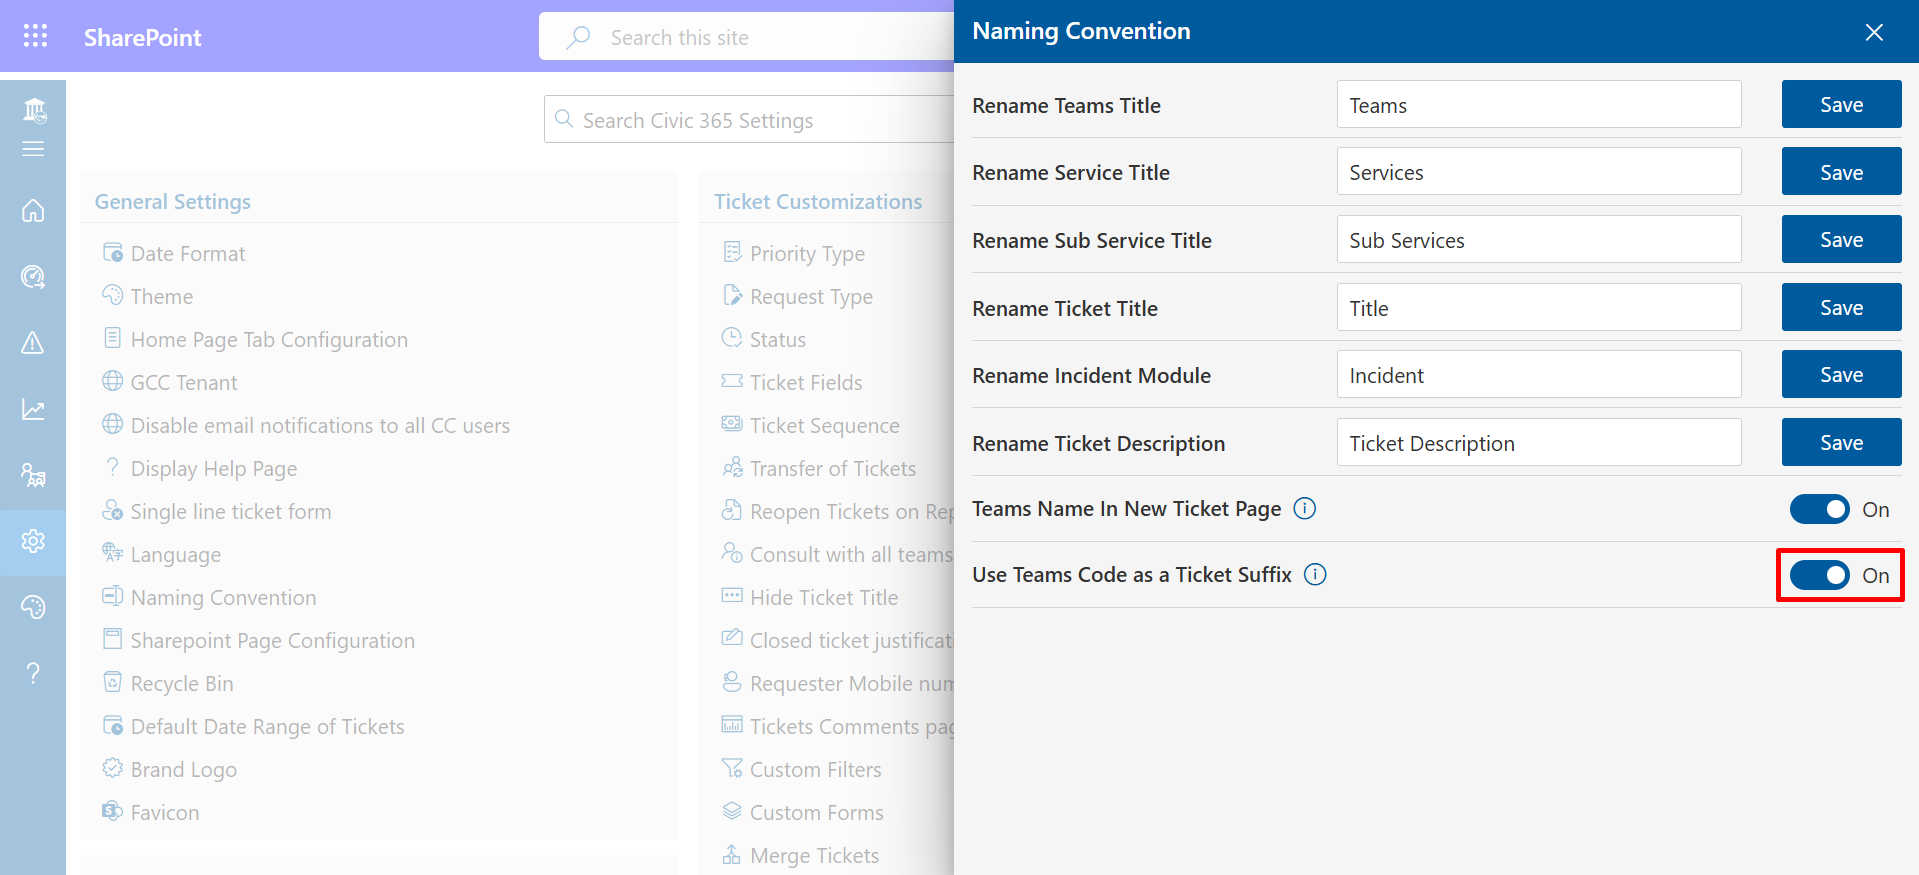 SharePoint
Search this site
Search Civic 365 Settings
General Settings
Date Format
Theme
Home Page Tab Configuration
GCC Tenant
Disable email notifications to all CC users
? Display Help Page
Single line ticket form
Language
Naming Convention
Sharepoint Page Configuration
Recycle Bin
Default Date Range of Tickets
Brand Logo
Favicon
Ticket Customizations
Priority Type
Request Type
Status
Ticket Fields
Ticket Sequence
Transfer of Tickets
Reopen Tickets on Rep
Consult with all teams
Hide Ticket Title
Closed ticket justificati
Requester Mobile num
Tickets Comments pag
Custom Filters
Custom Forms
Merge Tickets
Naming Convention
Rename Teams Title Teams Save
Rename Service Title Services Save
Rename Sub Service Title Sub Services Save
Rename Ticket Title Title Save
Rename Incident Module Incident Save
Rename Ticket Description Ticket Description Save
Teams Name In New Ticket Page On
Use Teams Code as a Ticket Suffix On